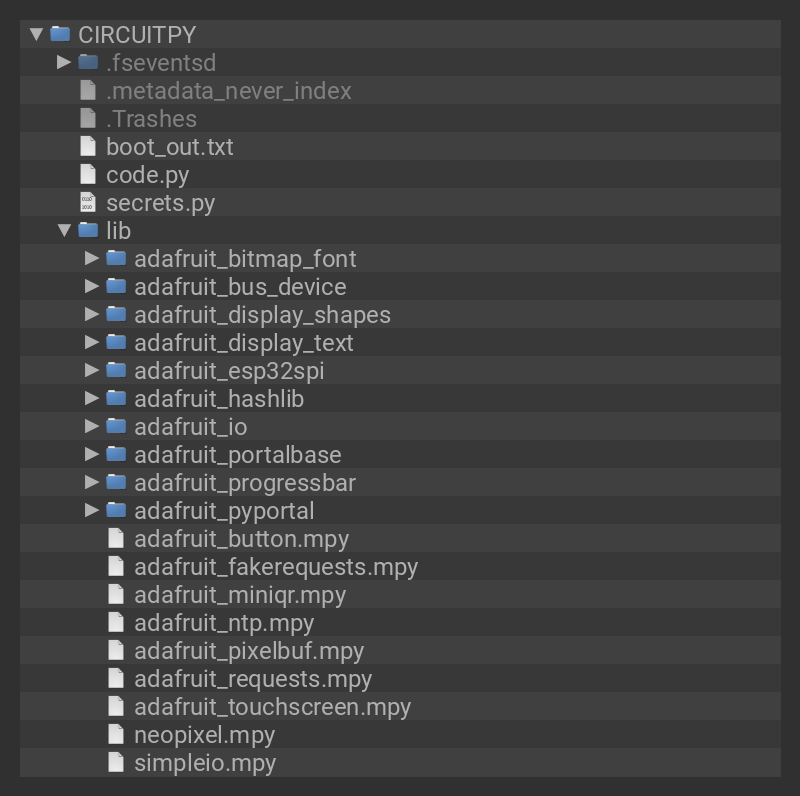 CIRCUITPY
.fseventsd
.metadata_never_index
.Trashes
boot_out.txt
code.py
secrets.py
lib
adafruit_bitmap_font
adafruit_bus_device
adafruit_display_shapes
adafruit_display_text
adafruit_esp32spi
adafruit_hashlib
adafruit_io
adafruit_portalbase
adafruit_progressbar
adafruit_pyportal
adafruit_button.mpy
adafruit_fakerequests.mpy
adafruit_miniqr.mpy
adafruit_ntp.mpy
adafruit_pixelbuf.mpy
adafruit_requests.mpy
adafruit_touchscreen.mpy
neopixel.mpy
simpleio.mpy